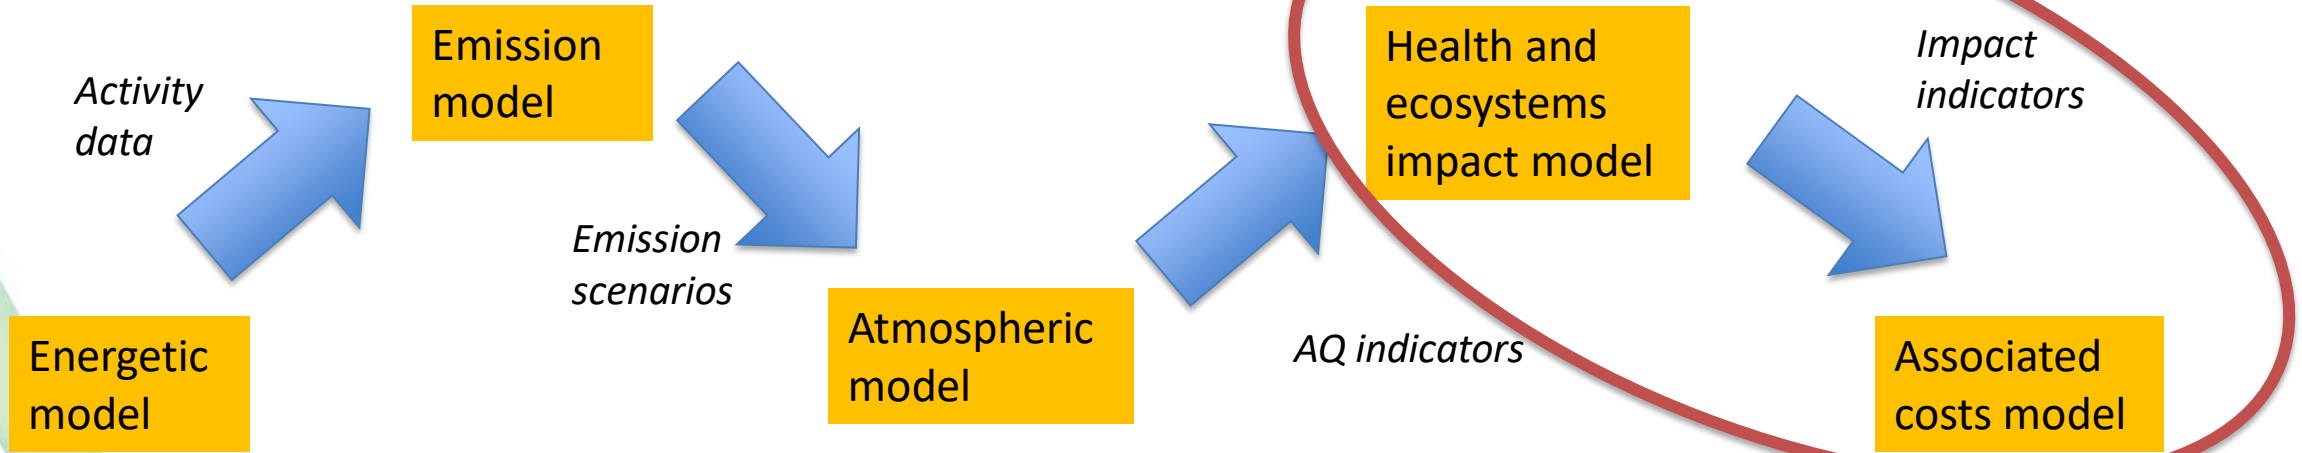 Activity
data
Emission
model
Emission
scenarios
Energetic
model
Atmospheric
model
AQ indicators
Health and
ecosystems
impact model
Impact
indicators
Associated
costs model